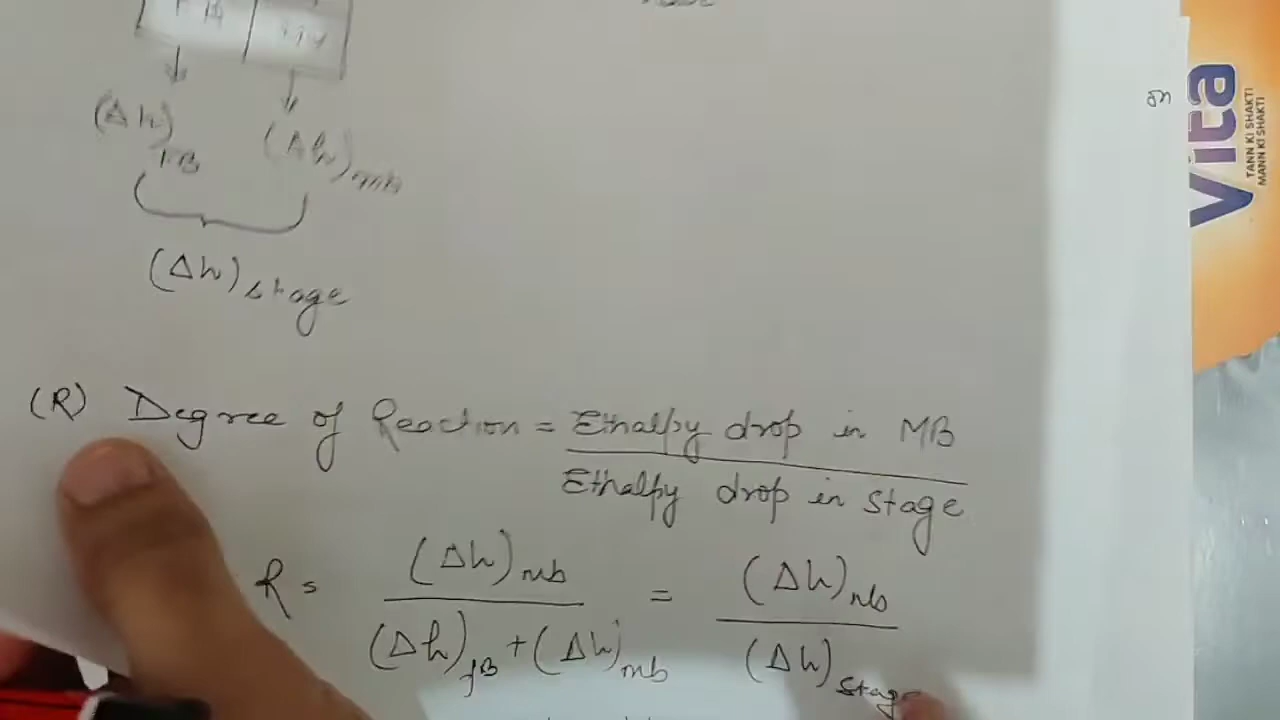 (Δh) (Δh)mb
(Δh)stage
(R) Degree of Reaction = Ethalpy drop in MB
Ethalpy drop in stage
R = (Δh)mb = (Δh)mb
(Δh)fB + (Δh)mb (Δh)stage
Vita
TANN KI SHAKTI
MANN KI SHAKTI